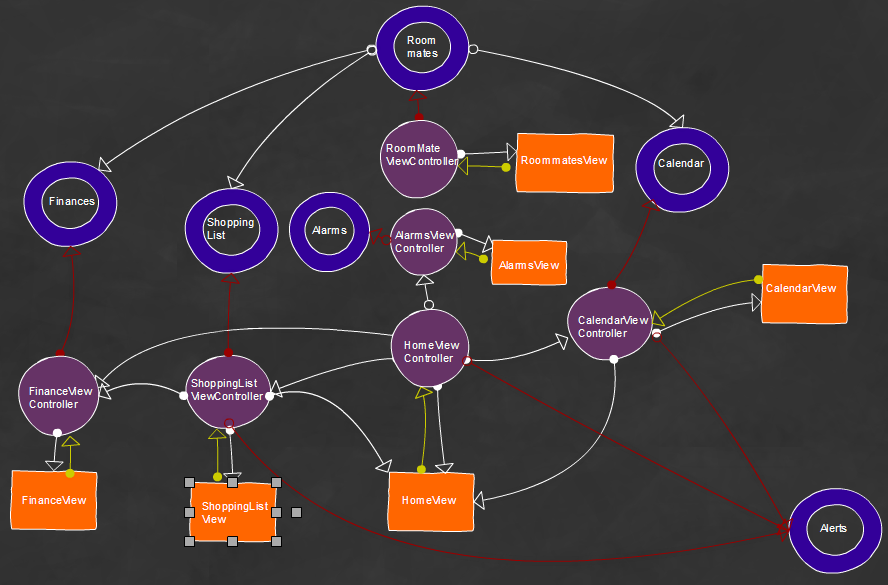 Room
mates
RoomMate
ViewController
RoommatesView
Calendar
Finances
Shopping
List
Alarms
AlarmsView
Controller
AlarmsView
CalendarView
CalendarView
Controller
HomeView
Controller
FinanceView
Controller
ShoppingList
ViewController
FinanceView
ShoppingList
View
HomeView
Alerts